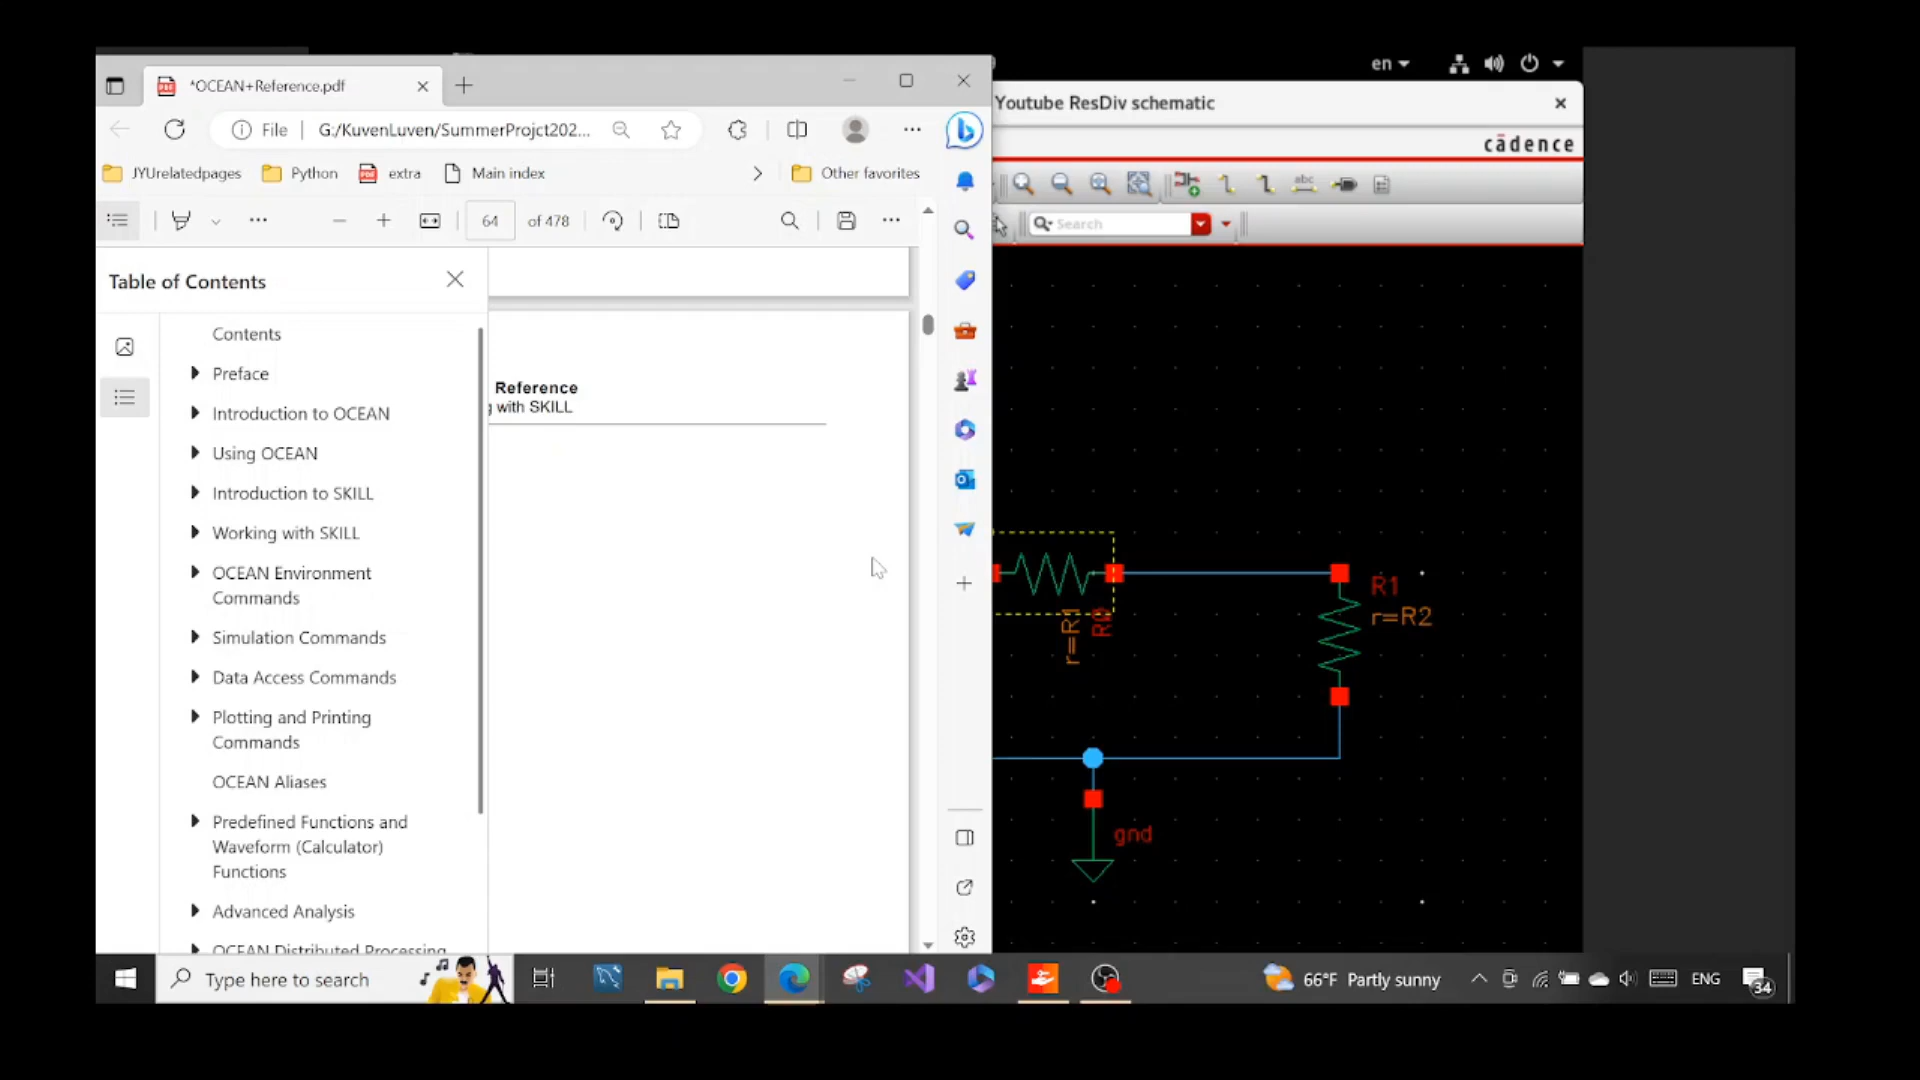 *OCEAN+Reference.pdf
File
G:/KuvenLuven/SummerProjct202...
JYUrelatedpages
Python
extra
Main index
Other favorites
64
of 478
Table of Contents
Contents
Preface
Introduction to OCEAN
Using OCEAN
Introduction to SKILL
Working with SKILL
OCEAN Environment
Commands
Simulation Commands
Data Access Commands
Plotting and Printing
Commands
OCEAN Aliases
Predefined Functions and
Waveform (Calculator)
Functions
Advanced Analysis
OCEAN Distributed Processing
Reference
g with SKILL
en
Youtube ResDiv schematic
cādence
abc
Search
r=R1
R0
R1
r=R2
gnd
Type here to search
66°F Partly sunny
ENG
34